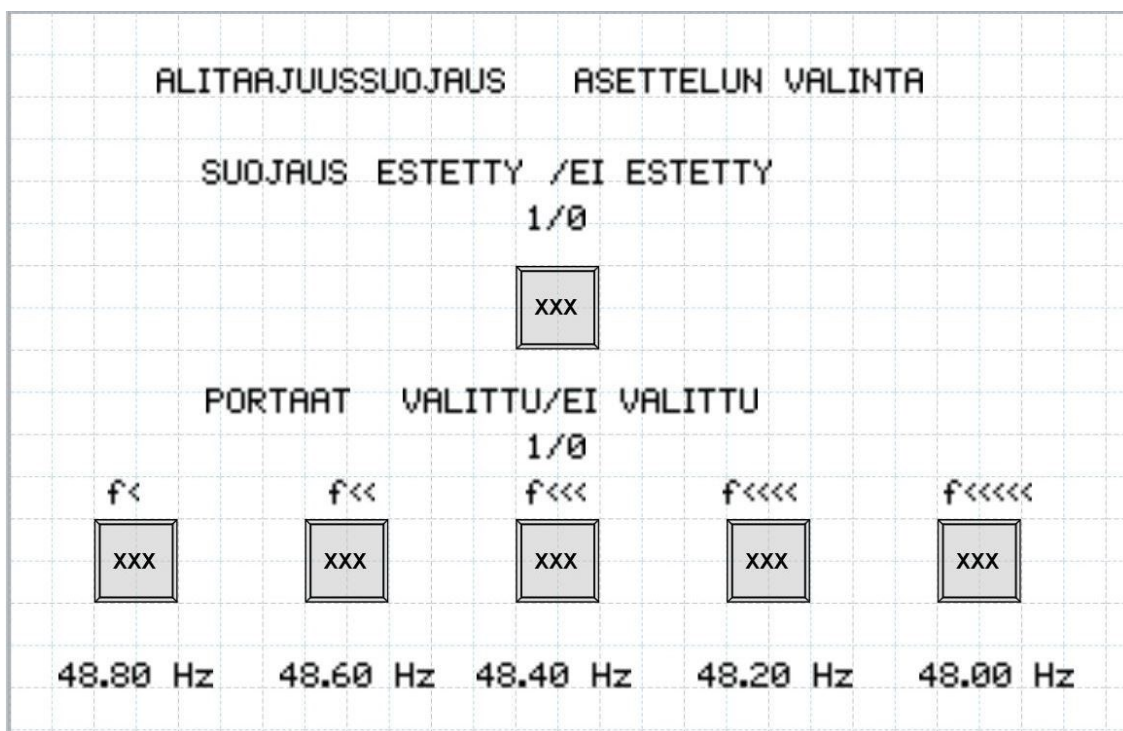 ALITAAJUUSSUOJAUS ASETTELUN VALINTA
SUOJAUS ESTETTY /EI ESTETTY
1/0
XXX
PORTAAT VALITTU/EI VALITTU
1/0
f< f<< f<<< f<<<< f<<<<<
XXX XXX XXX XXX XXX
48.80 Hz 48.60 Hz 48.40 Hz 48.20 Hz 48.00 Hz